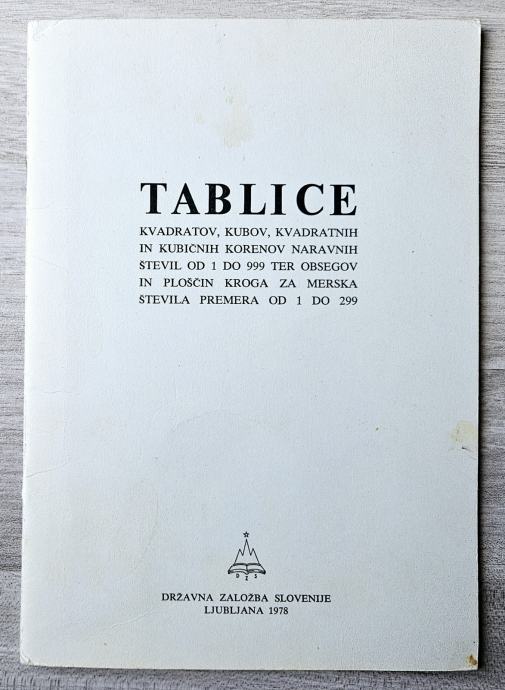 TABLICE
KVADRATOV, KUBOV, KVADRATNIH
IN KUBIČNIH KORENOV NARAVNIH
ŠTEVIL OD 1 DO 999 TER OBSEGOV
IN PLOŠČIN KROGA ZA MERSKA
ŠTEVILA PREMERA OD 1 DO 299
D Z S
DRŽAVNA ZALOŽBA SLOVENIJE
LJUBLJANA 1978